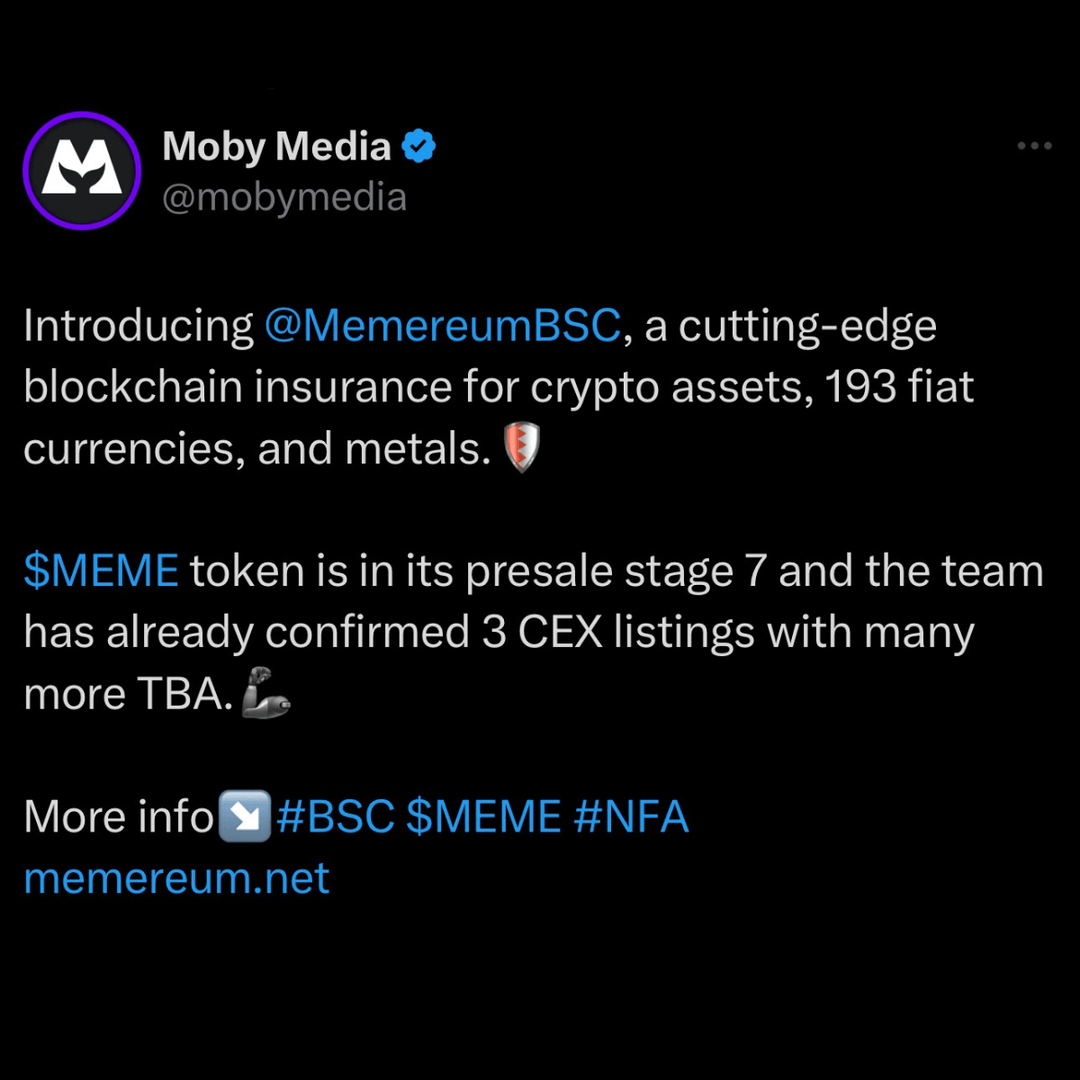 Moby Media
@mobymedia
Introducing @MemereumBSC, a cutting-edge
blockchain insurance for crypto assets, 193 fiat
currencies, and metals. 🛡️
$MEME token is in its presale stage 7 and the team
has already confirmed 3 CEX listings with many
more TBA. 🦾
More info↘️#BSC $MEME #NFA
memereum.net